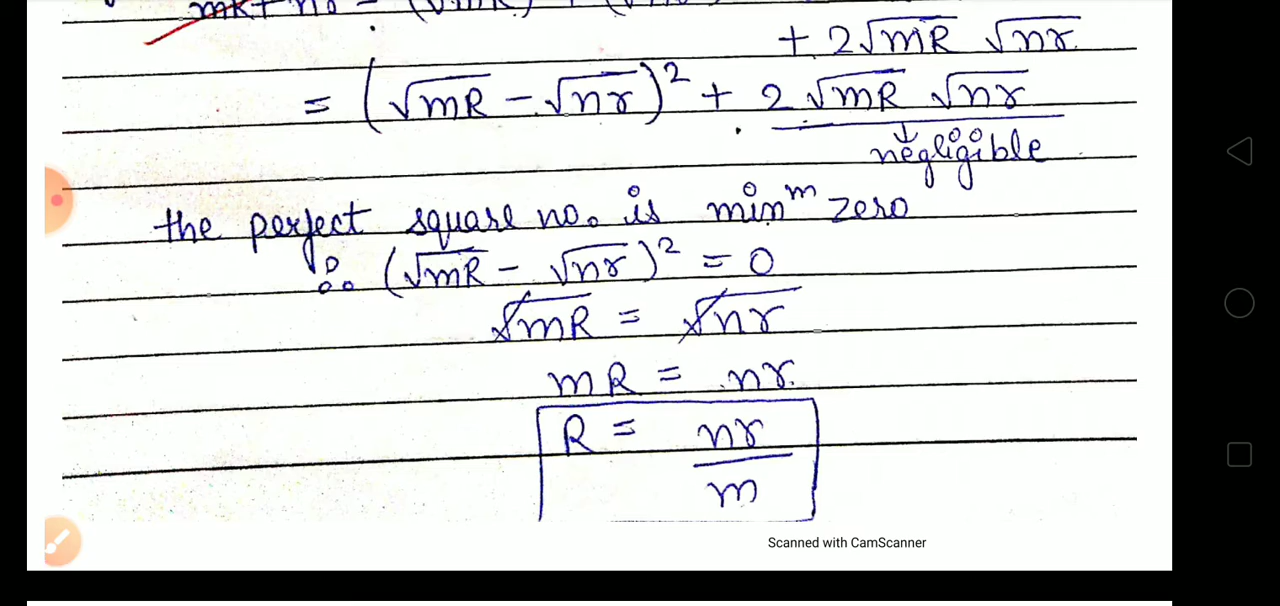 + 2√mR √nr
= (√mR − √nr)² + 2 √mR √nr
negligible
the perfect square no. is minᵐ zero
∴ (√mR − √nr)² = 0
√mR = √nr
mR = nr.
R = nr
m
Scanned with CamScanner